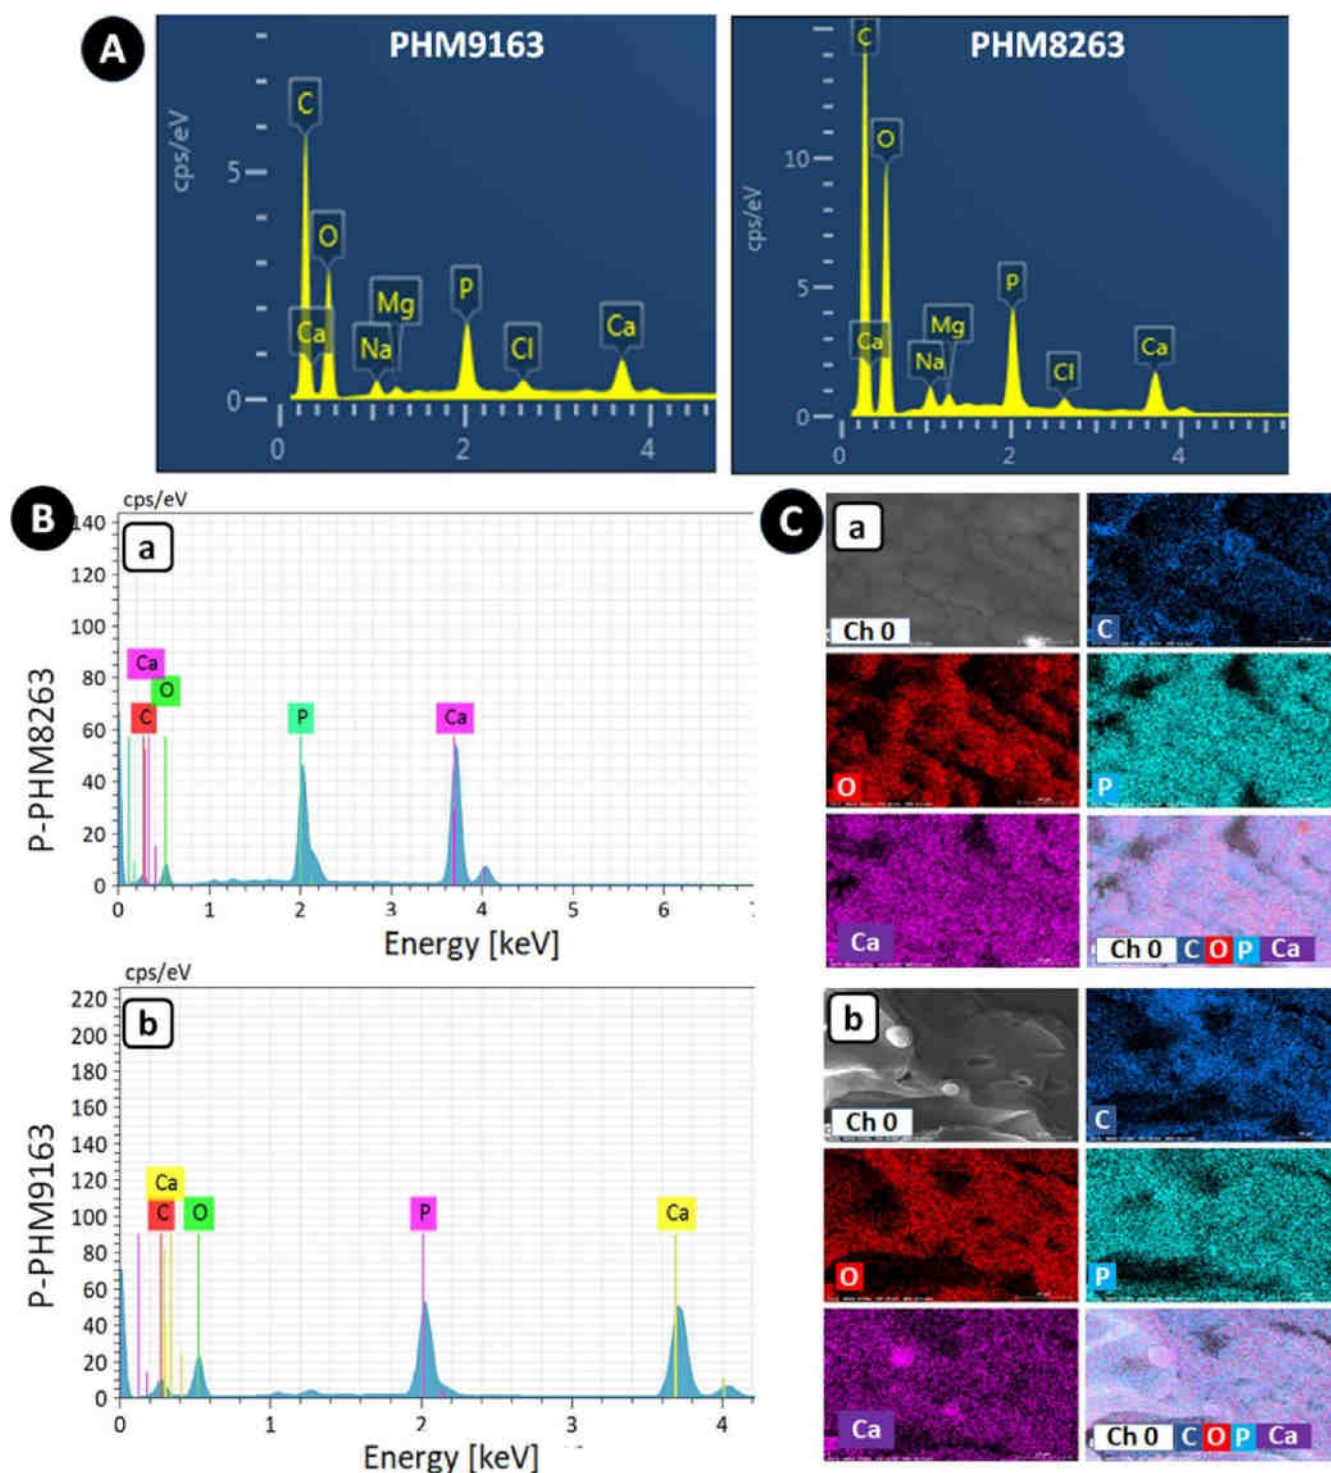 A
PHM9163
cps/eV
5
0
C
O
Ca
Na
Mg
P
Cl
Ca
0 2 4
PHM8263
cps/eV
10
5
0
C
O
Ca
Na
Mg
P
Cl
Ca
0 2 4
B
cps/eV
a
P-PHM8263
140
120
100
80
60
40
20
0
Ca
O
C
P
Ca
0 1 2 3 4 5 6
Energy [keV]
cps/eV
b
P-PHM9163
220
200
180
160
140
120
100
80
60
40
20
0
Ca
C
O
P
Ca
0 1 2 3 4
Energy [keV]
C
a
Ch 0
C
O
P
Ca
Ch 0 C O P Ca
b
Ch 0
C
O
P
Ca
Ch 0 C O P Ca